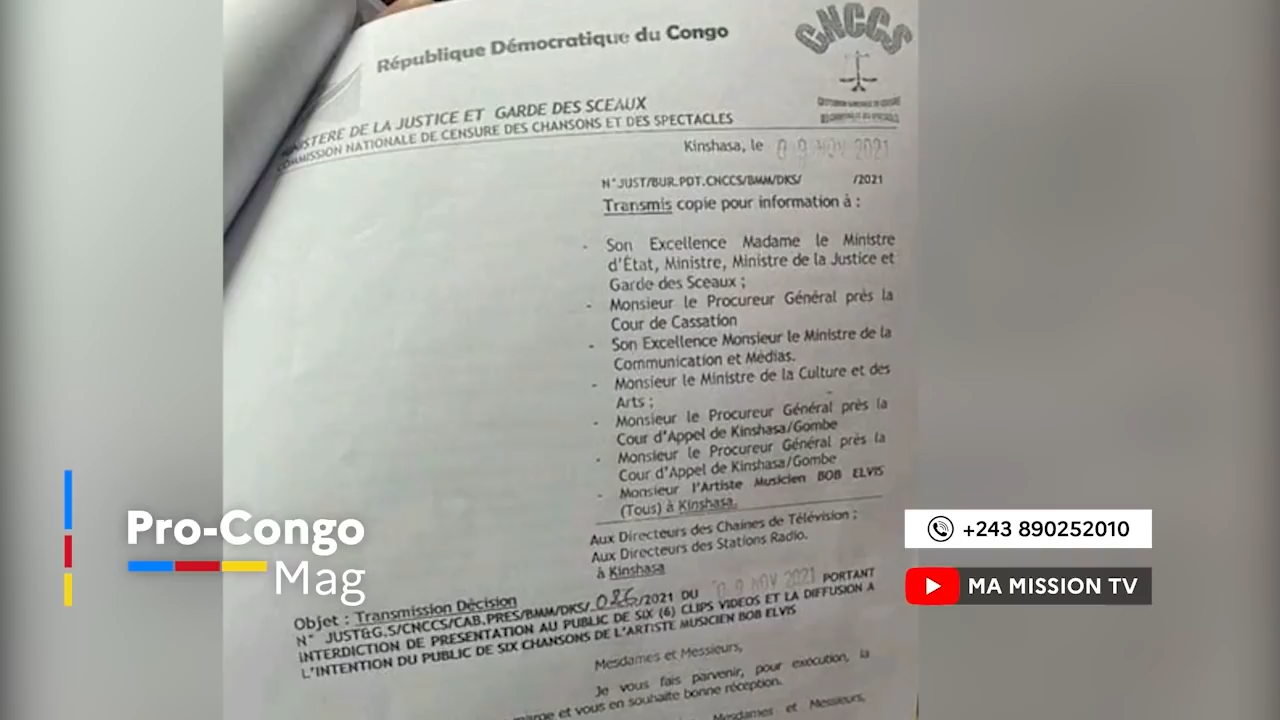 République Démocratique du Congo
CNCCS
MINISTERE DE LA JUSTICE ET GARDE DES SCEAUX
COMMISSION NATIONALE DE CENSURE DES CHANSONS ET DES SPECTACLES
Kinshasa, le 09 NOV 2021
N° JUST/BUR.PDT.CNCCS/BMM/DKS/ /2021
Transmis copie pour information à :
- Son Excellence Madame le Ministre
d'État, Ministre, Ministre de la Justice et
Garde des Sceaux ;
- Monsieur le Procureur Général près la
Cour de Cassation
- Son Excellence Monsieur le Ministre de la
Communication et Médias.
- Monsieur le Ministre de la Culture et des
Arts ;
- Monsieur le Procureur Général près la
Cour d'Appel de Kinshasa/Gombe
- Monsieur le Procureur Général près la
Cour d'Appel de Kinshasa/Gombe
- Monsieur l'Artiste Musicien BOB ELVIS
(Tous) à Kinshasa.
Aux Directeurs des Chaines de Télévision ;
Aux Directeurs des Stations Radio.
à Kinshasa
Objet : Transmission Décision
N° JUST&G.S/CNCCS/CAB.PRES/BMM/DKS/ 026/2021 DU 09 NOV 2021 PORTANT
INTERDICTION DE PRESENTATION AU PUBLIC DE SIX (6) CLIPS VIDEOS ET LA DIFFUSION A
L'INTENTION DU PUBLIC DE SIX CHANSONS DE L'ARTISTE MUSICIEN BOB ELVIS
Mesdames et Messieurs,
Je vous fais parvenir, pour exécution, la
marge et vous en souhaite bonne réception.
Mesdames et Messieurs,
Pro-Congo
Mag
+243 890252010
MA MISSION TV